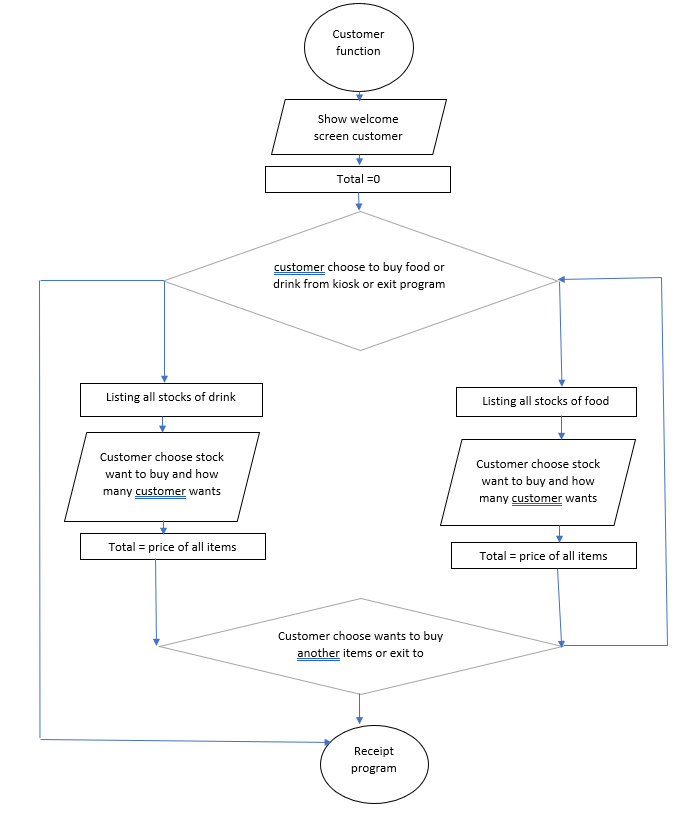 Customer
function
Show welcome
screen customer
Total =0
customer choose to buy food or
drink from kiosk or exit program
Listing all stocks of drink
Customer choose stock
want to buy and how
many customer wants
Total = price of all items
Listing all stocks of food
Customer choose stock
want to buy and how
many customer wants
Total = price of all items
Customer choose wants to buy
another items or exit to
Receipt
program